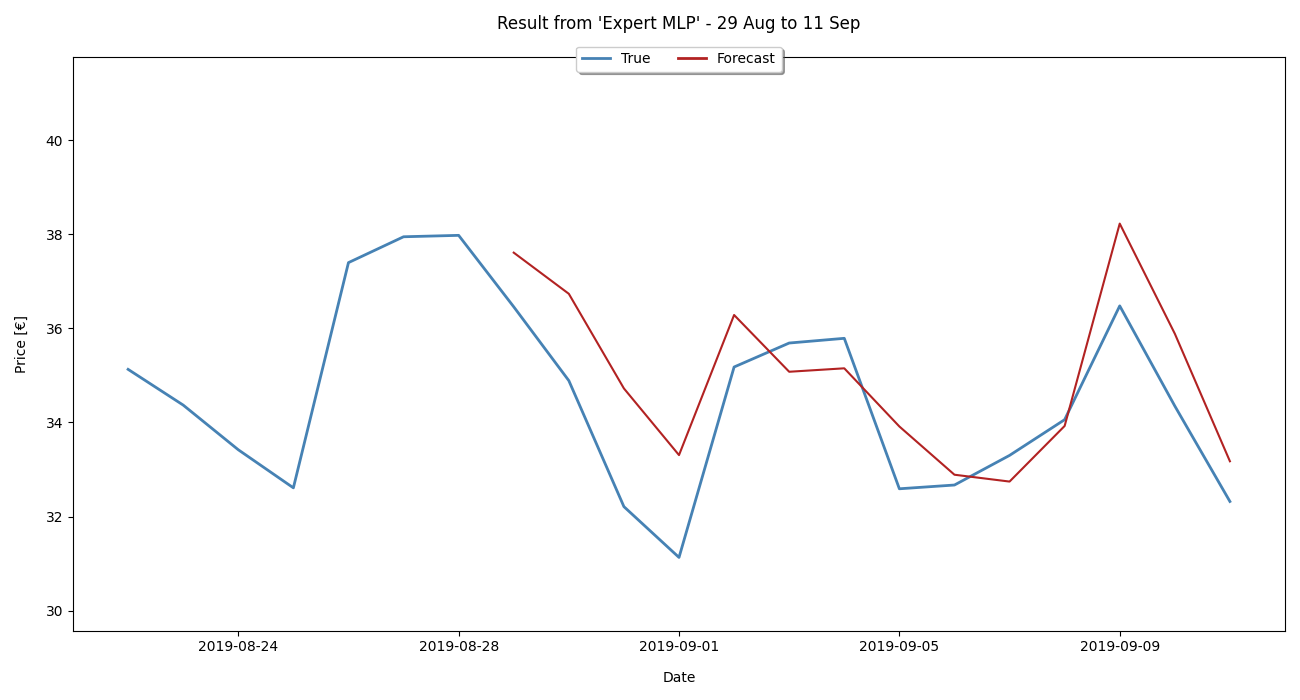 Result from 'Expert MLP' - 29 Aug to 11 Sep
True Forecast
Price [€]
40
38
36
34
32
30
2019-08-24 2019-08-28 2019-09-01 2019-09-05 2019-09-09
Date